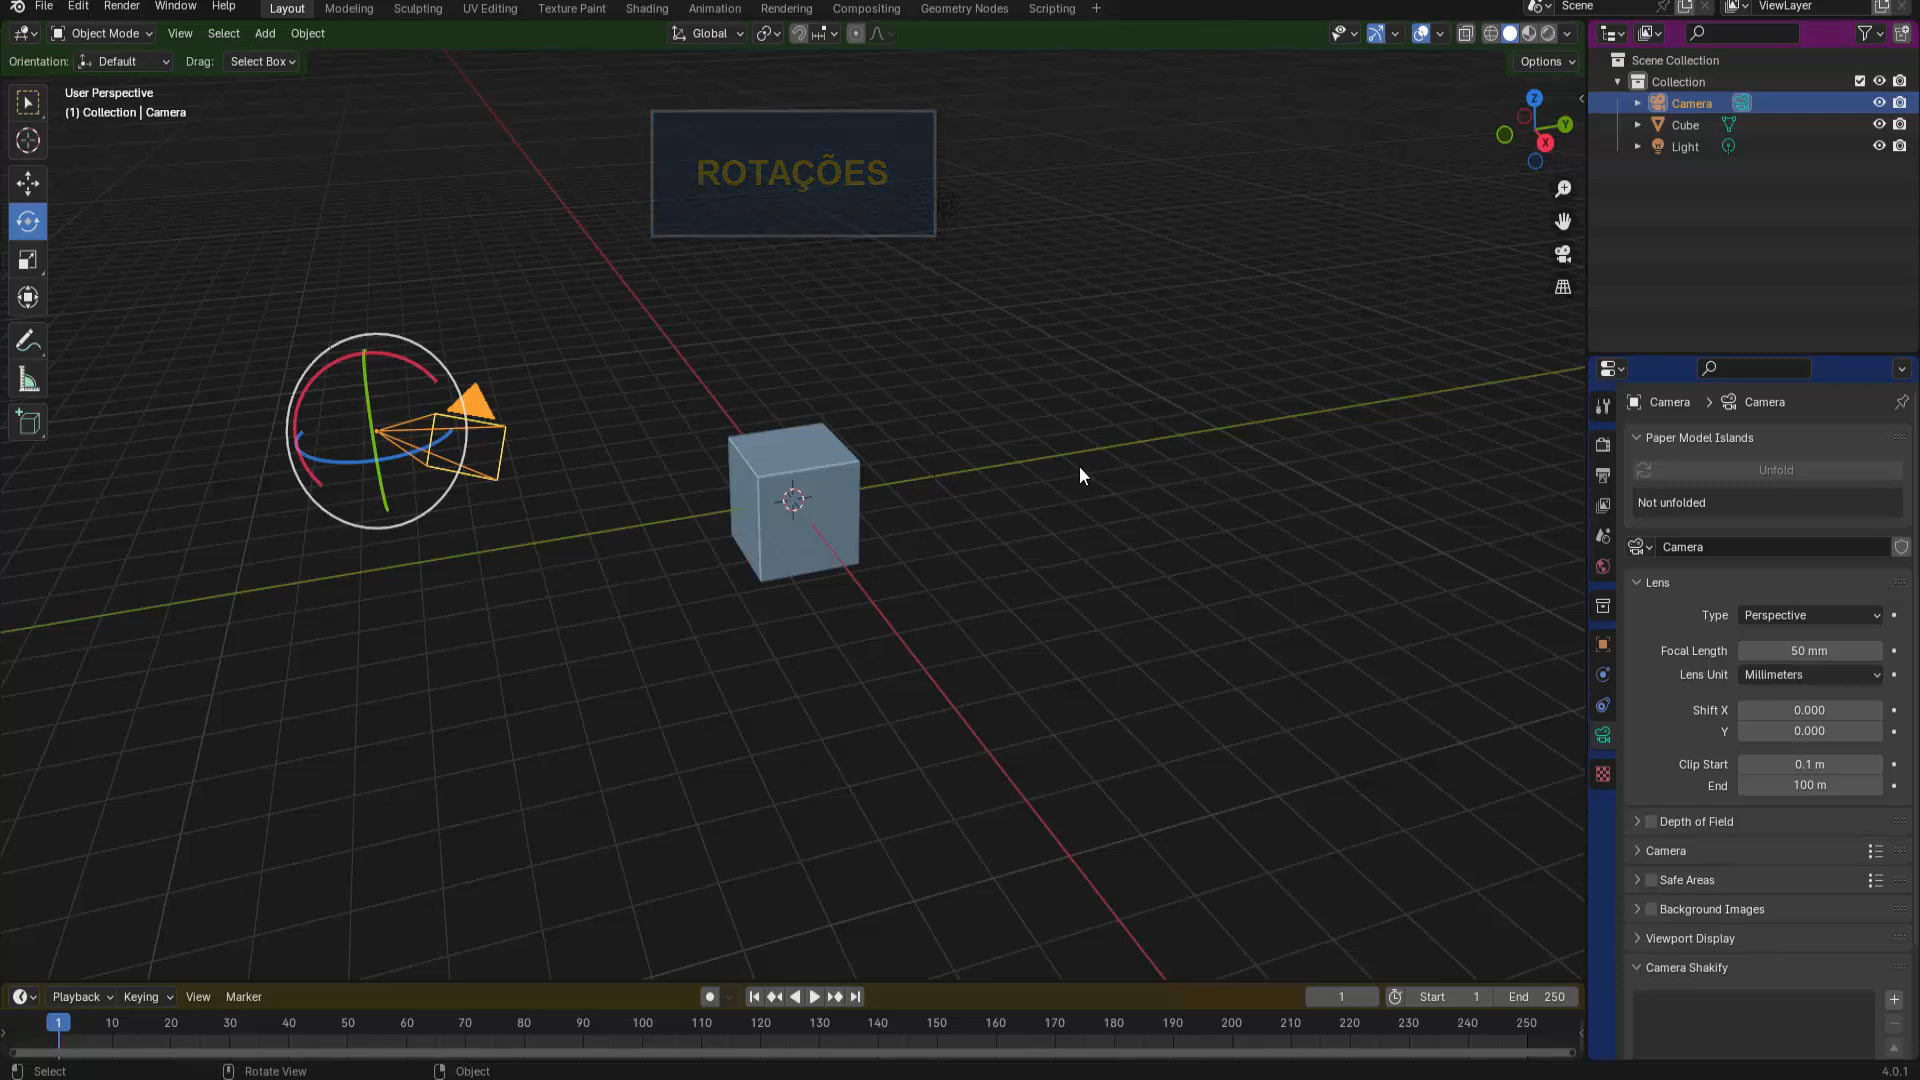 File Edit Render Window Help Layout Modeling Sculpting UV Editing Texture Paint Shading Animation Rendering Compositing Geometry Nodes Scripting + Scene ViewLayer
Object Mode View Select Add Object Global
Orientation: Default Drag: Select Box Options
Scene Collection
Collection
Camera
Cube
Light
User Perspective
(1) Collection | Camera
Z
Y
X
ROTAÇÕES
Camera > Camera
Paper Model Islands
Unfold
Not unfolded
Camera
Lens
Type Perspective
Focal Length 50 mm
Lens Unit Millimeters
Shift X 0.000
Y 0.000
Clip Start 0.1 m
End 100 m
Depth of Field
Camera
Safe Areas
Background Images
Viewport Display
Camera Shakify
Playback Keying View Marker 1 Start 1 End 250
1 10 20 30 40 50 60 70 80 90 100 110 120 130 140 150 160 170 180 190 200 210 220 230 240 250
Select Rotate View Object 4.0.1